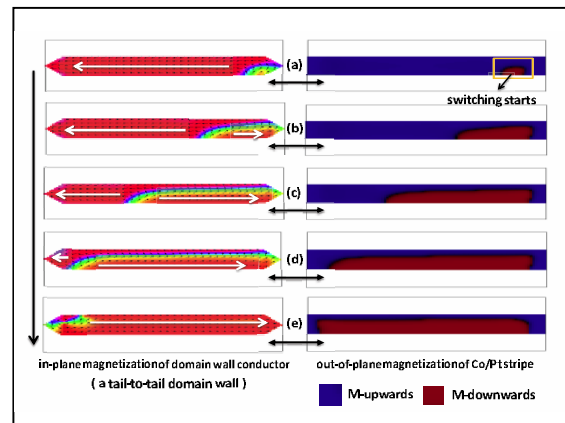 (a)
switching starts
(b)
(c)
(d)
(e)
in-plane magnetization of domain wall conductor
( a tail-to-tail domain wall )
out-of-plane magnetization of Co/Pt stripe
M-upwards
M-downwards